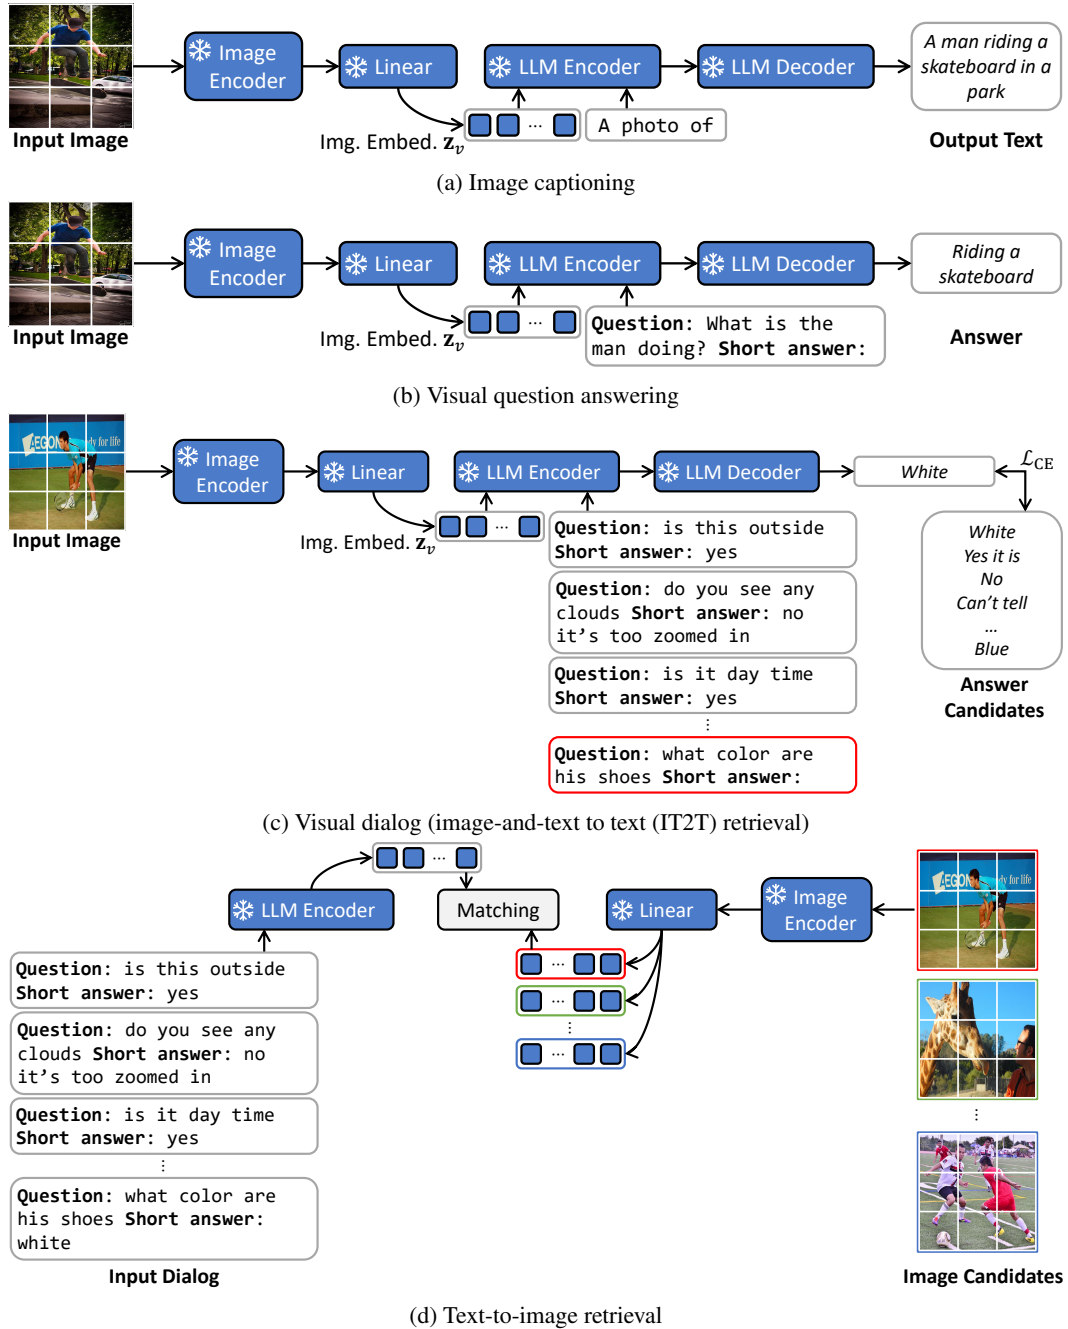 Image
Encoder
Linear
LLM Encoder
LLM Decoder
A man riding a
skateboard in a
park
Input Image
Img. Embed. z_v
...
A photo of
Output Text
(a) Image captioning
Image
Encoder
Linear
LLM Encoder
LLM Decoder
Riding a
skateboard
Input Image
Img. Embed. z_v
...
Question: What is the
man doing? Short answer:
Answer
(b) Visual question answering
AEGON
dy for life
Image
Encoder
Linear
LLM Encoder
LLM Decoder
White
ℒ_CE
Input Image
Img. Embed. z_v
...
Question: is this outside
Short answer: yes
Question: do you see any
clouds Short answer: no
it's too zoomed in
Question: is it day time
Short answer: yes
⋮
Question: what color are
his shoes Short answer:
White
Yes it is
No
Can't tell
...
Blue
Answer
Candidates
(c) Visual dialog (image-and-text to text (IT2T) retrieval)
...
LLM Encoder
Matching
Linear
Image
Encoder
AEGON
dy for life
Question: is this outside
Short answer: yes
Question: do you see any
clouds Short answer: no
it's too zoomed in
Question: is it day time
Short answer: yes
⋮
Question: what color are
his shoes Short answer:
white
Input Dialog
...
...
⋮
...
⋮
Image Candidates
(d) Text-to-image retrieval